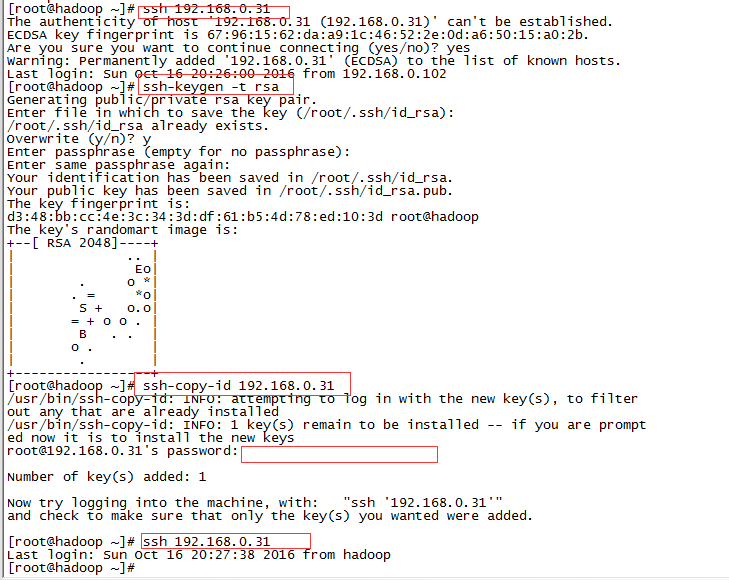 [root@hadoop ~]# ssh 192.168.0.31
The authenticity of host '192.168.0.31 (192.168.0.31)' can't be established.
ECDSA key fingerprint is 67:96:15:62:da:a9:1c:46:52:2e:0d:a6:50:15:a0:2b.
Are you sure you want to continue connecting (yes/no)? yes
Warning: Permanently added '192.168.0.31' (ECDSA) to the list of known hosts.
Last login: Sun Oct 16 20:26:00 2016 from 192.168.0.102
[root@hadoop ~]# ssh-keygen -t rsa
Generating public/private rsa key pair.
Enter file in which to save the key (/root/.ssh/id_rsa):
/root/.ssh/id_rsa already exists.
Overwrite (y/n)? y
Enter passphrase (empty for no passphrase):
Enter same passphrase again:
Your identification has been saved in /root/.ssh/id_rsa.
Your public key has been saved in /root/.ssh/id_rsa.pub.
The key fingerprint is:
d3:48:bb:cc:4e:3c:34:3d:df:61:b5:4d:78:ed:10:3d root@hadoop
The key's randomart image is:
+--[ RSA 2048]----+
|              .. |
|               Eo|
|        .     o *|
|       . =     *o|
|        S +   o.o|
|       = + o o . |
|        B   . .  |
|       o .       |
|        .        |
+-----------------+
[root@hadoop ~]# ssh-copy-id 192.168.0.31
/usr/bin/ssh-copy-id: INFO: attempting to log in with the new key(s), to filter
out any that are already installed
/usr/bin/ssh-copy-id: INFO: 1 key(s) remain to be installed -- if you are prompt
ed now it is to install the new keys
root@192.168.0.31's password:
Number of key(s) added: 1
Now try logging into the machine, with:   "ssh '192.168.0.31'"
and check to make sure that only the key(s) you wanted were added.
[root@hadoop ~]# ssh 192.168.0.31
Last login: Sun Oct 16 20:27:38 2016 from hadoop
[root@hadoop ~]#